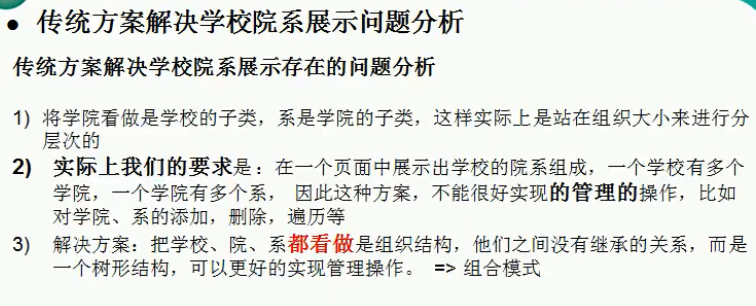 ● 传统方案解决学校院系展示问题分析
传统方案解决学校院系展示存在的问题分析
1) 将学院看做是学校的子类，系是学院的子类，这样实际上是站在组织大小来进行分
层次的
2) 实际上我们的要求是：在一个页面中展示出学校的院系组成，一个学校有多个
学院，一个学院有多个系， 因此这种方案，不能很好实现的管理的操作，比如
对学院、系的添加，删除，遍历等
3) 解决方案：把学校、院、系都看做是组织结构，他们之间没有继承的关系，而是
一个树形结构，可以更好的实现管理操作。 => 组合模式